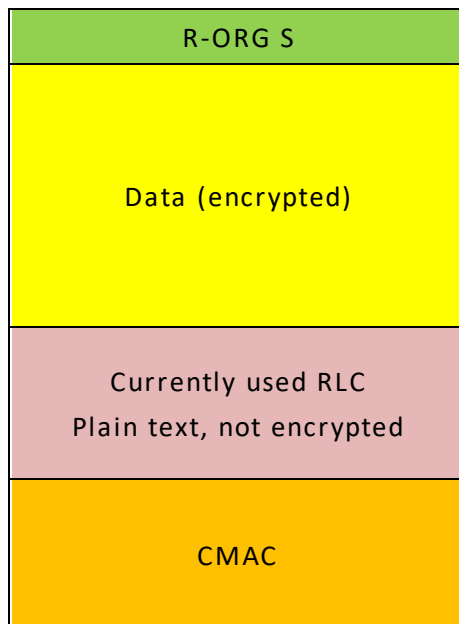 R-ORG S
Data (encrypted)
Currently used RLC
Plain text, not encrypted
CMAC